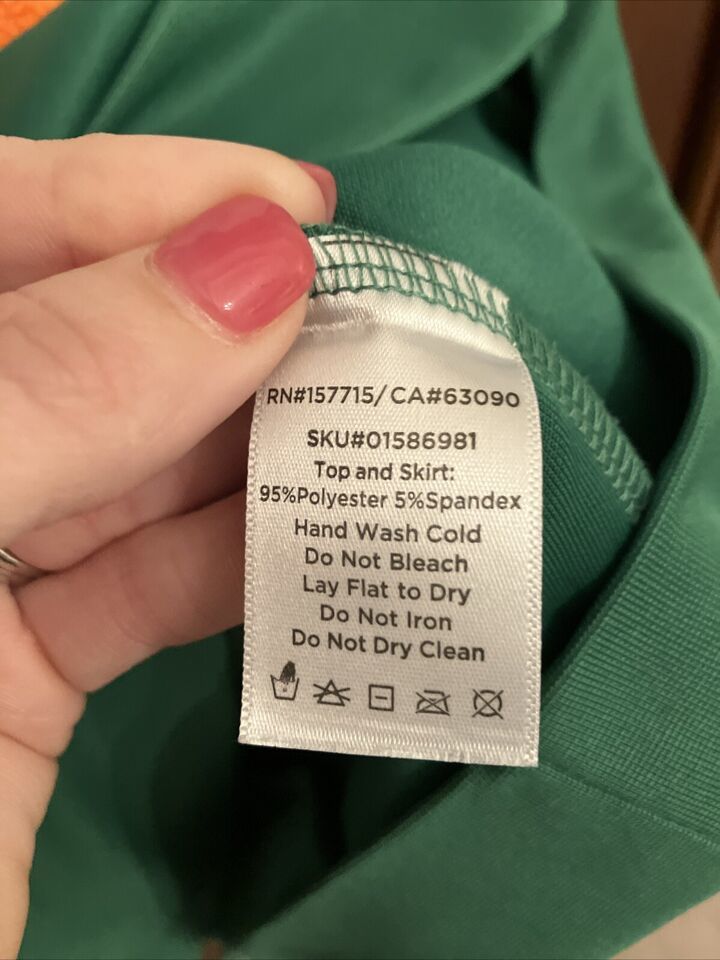 RN#157715/CA#63090
SKU#01586981
Top and Skirt:
95%Polyester 5%Spandex
Hand Wash Cold
Do Not Bleach
Lay Flat to Dry
Do Not Iron
Do Not Dry Clean